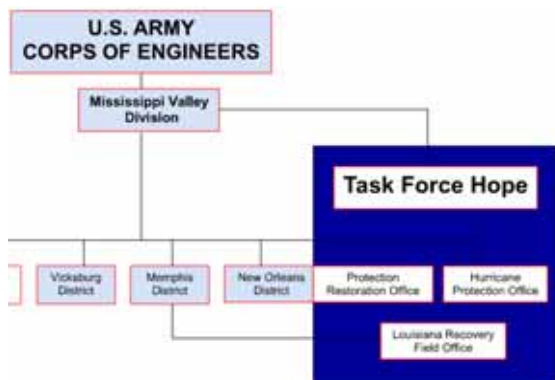 U.S. ARMY
CORPS OF ENGINEERS
Mississippi Valley
Division
Task Force Hope
Vicksburg
District
Memphis
District
New Orleans
District
Protection
Restoration Office
Hurricane
Protection Office
Louisiana Recovery
Field Office